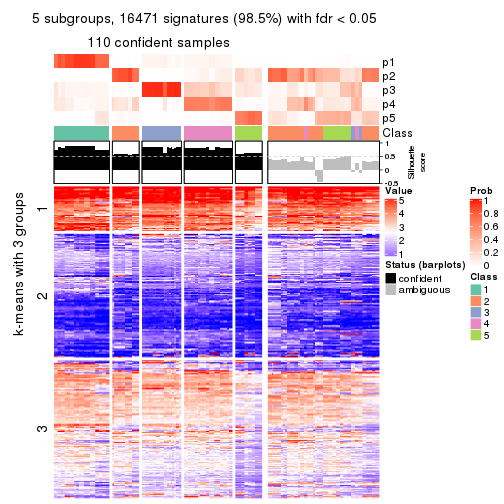 5 subgroups, 16471 signatures (98.5%) with fdr < 0.05
110 confident samples
p1
p2
p3
p4
p5
Class
1
0.5
0
-0.5
Silhouette
score
k-means with 3 groups
1
2
3
Value
5
4
3
2
1
Status (barplots)
confident
ambiguous
Prob
1
0.8
0.6
0.4
0.2
0
Class
1
2
3
4
5